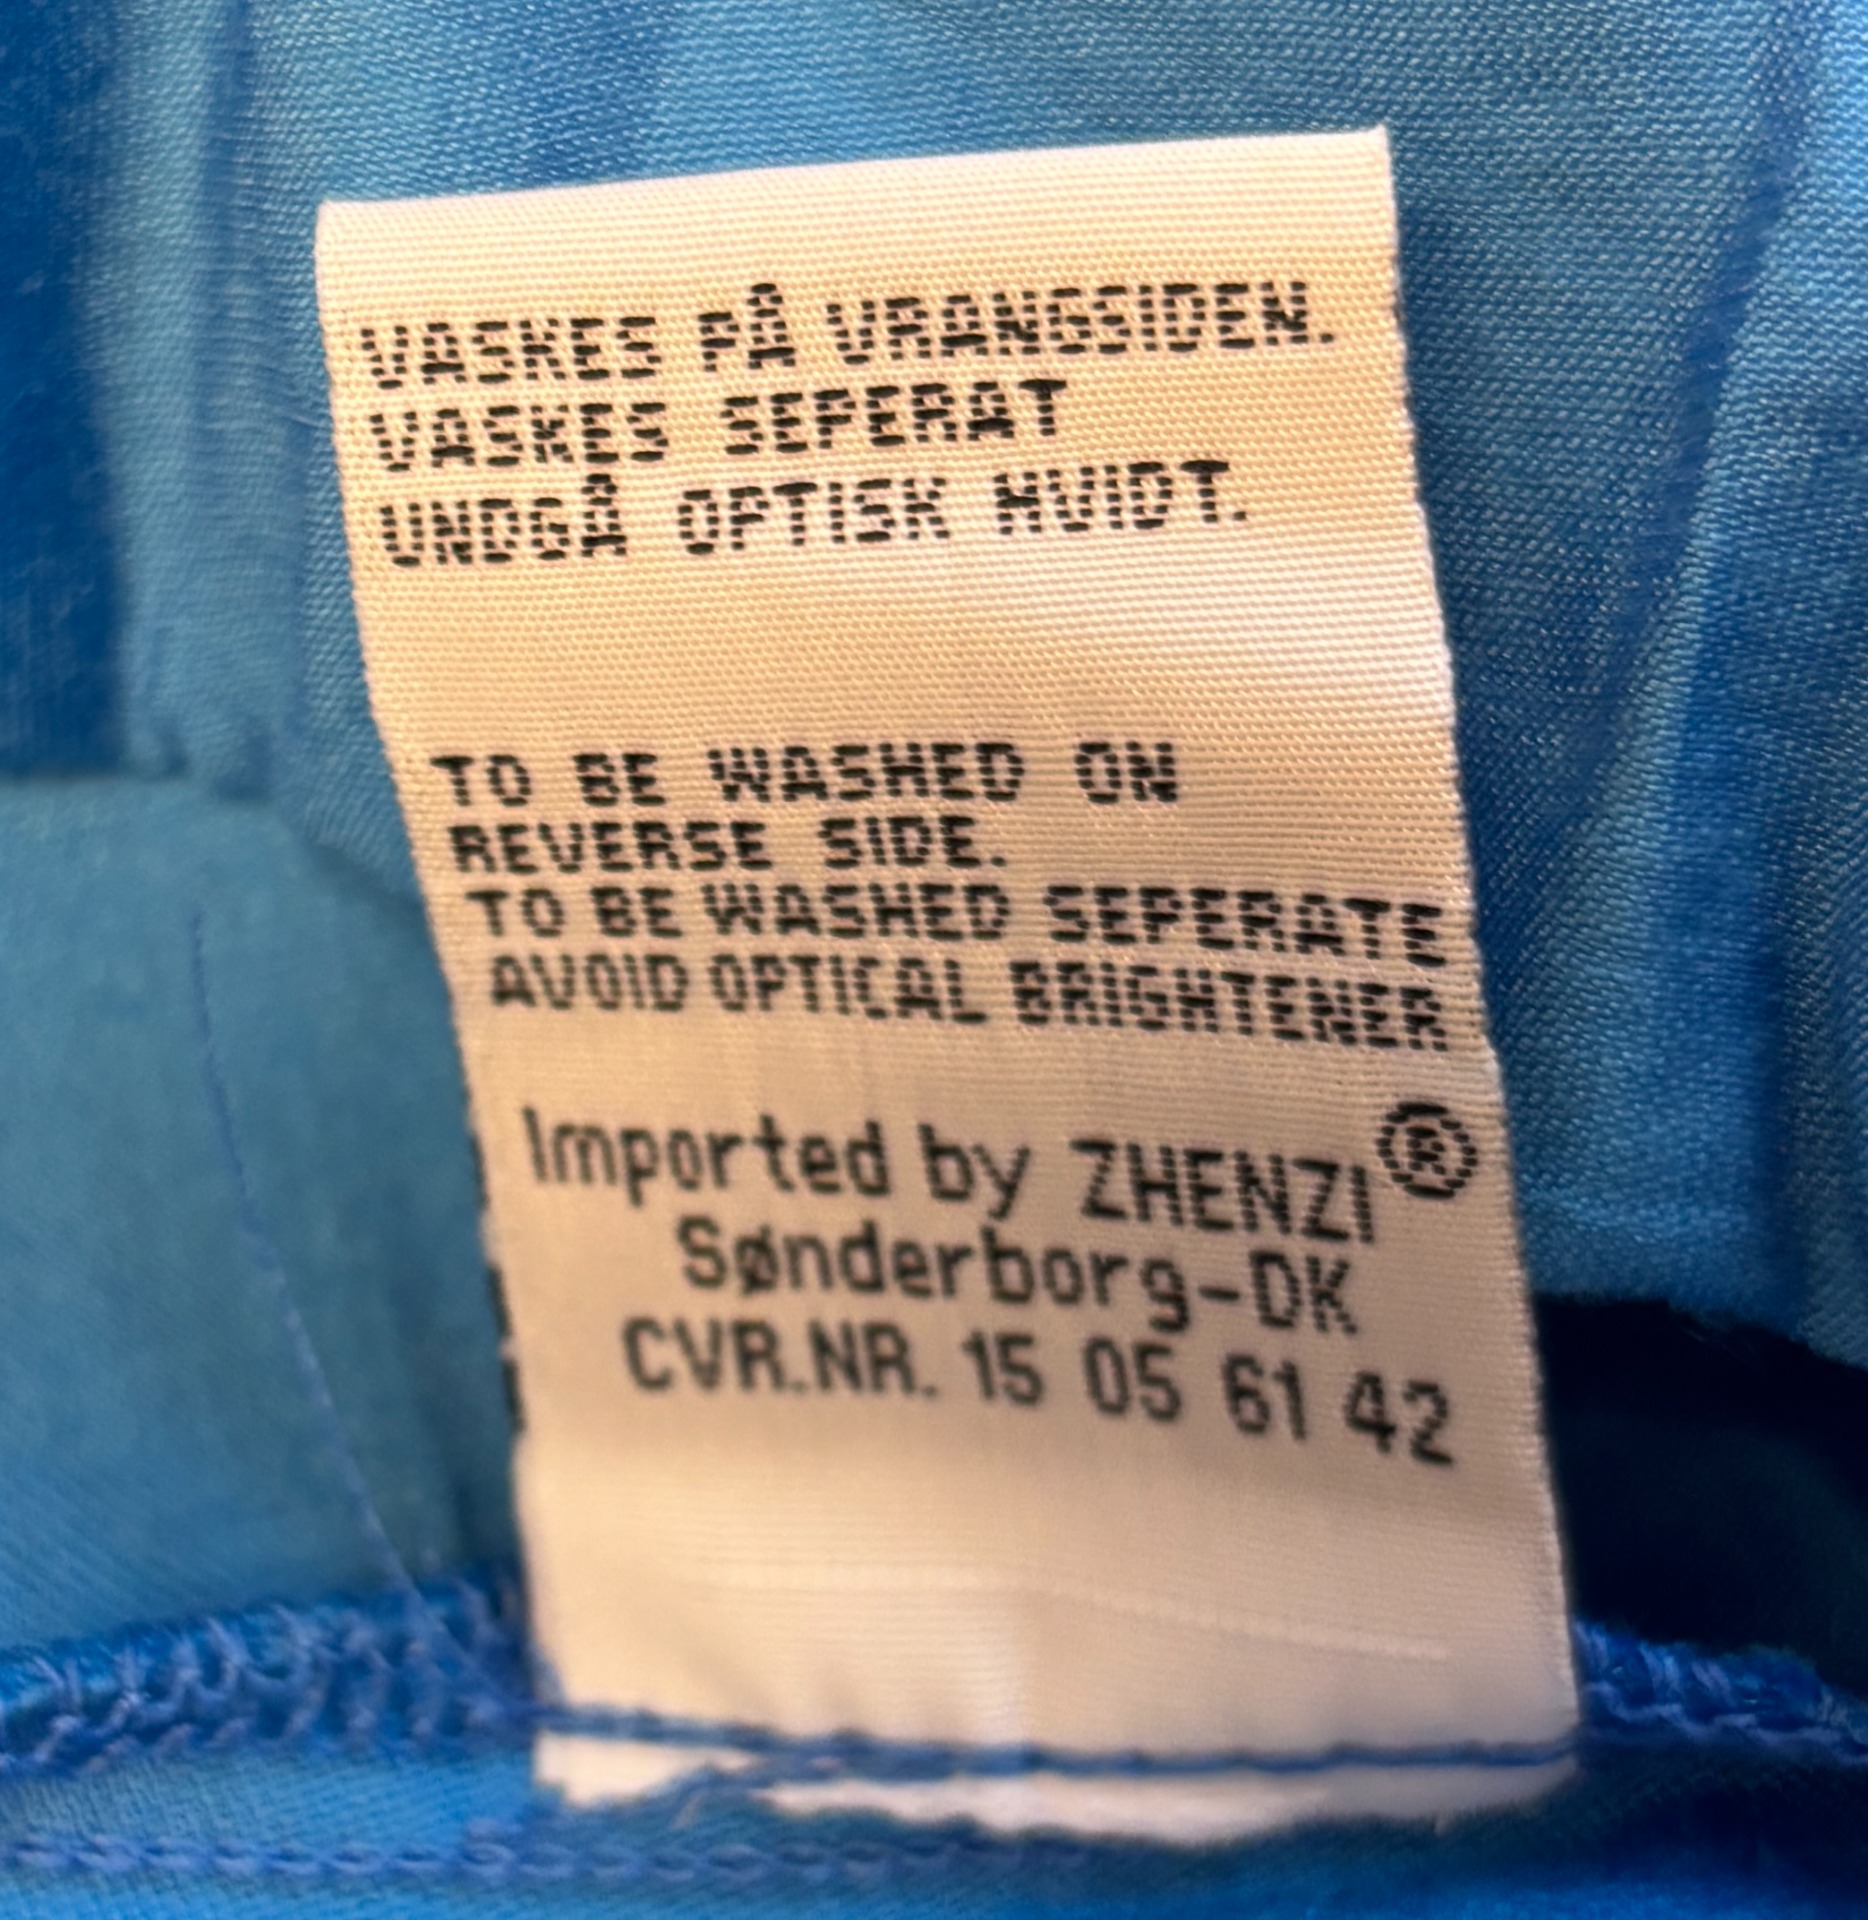 VASKES PÅ VRANGSIDEN.
VASKES SEPERAT
UNDGÅ OPTISK HVIDT.
TO BE WASHED ON
REVERSE SIDE.
TO BE WASHED SEPERATE
AVOID OPTICAL BRIGHTENER
Imported by ZHENZI®
Sønderborg-DK
CVR.NR. 15 05 61 42